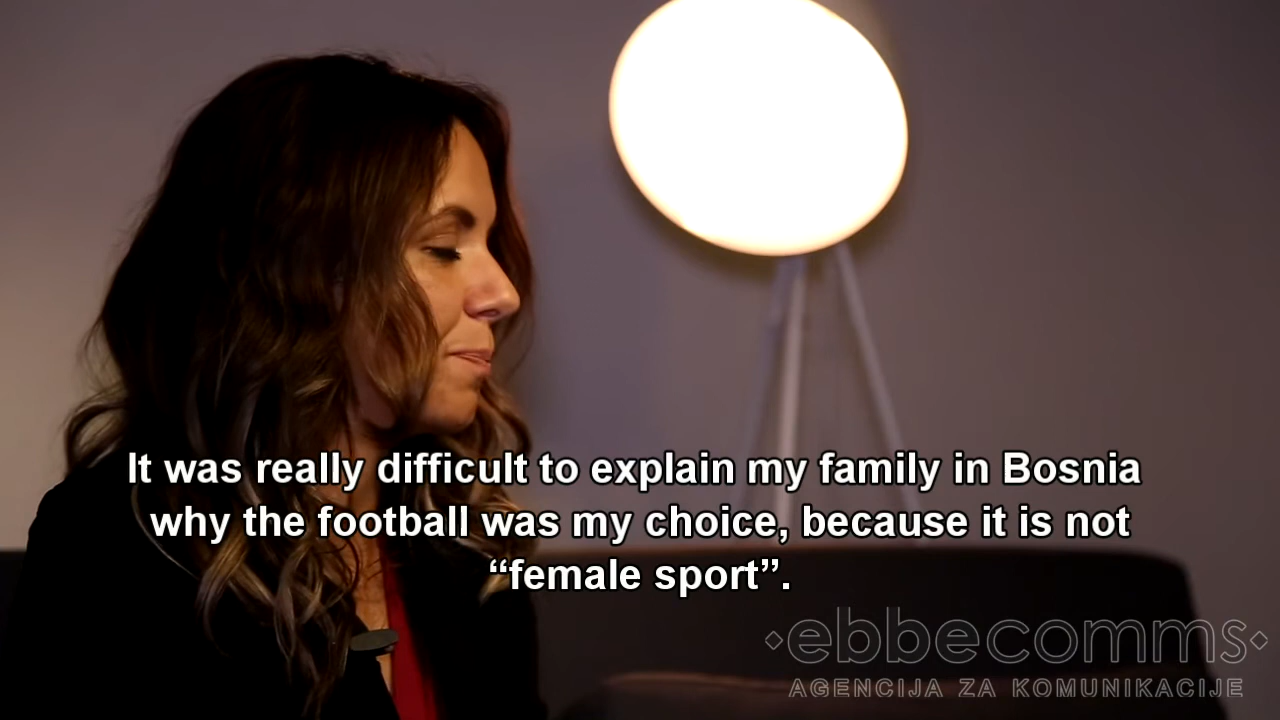 It was really difficult to explain my family in Bosnia
why the football was my choice, because it is not
“female sport”.
·ebbecomms·
AGENCIJA ZA KOMUNIKACIJE